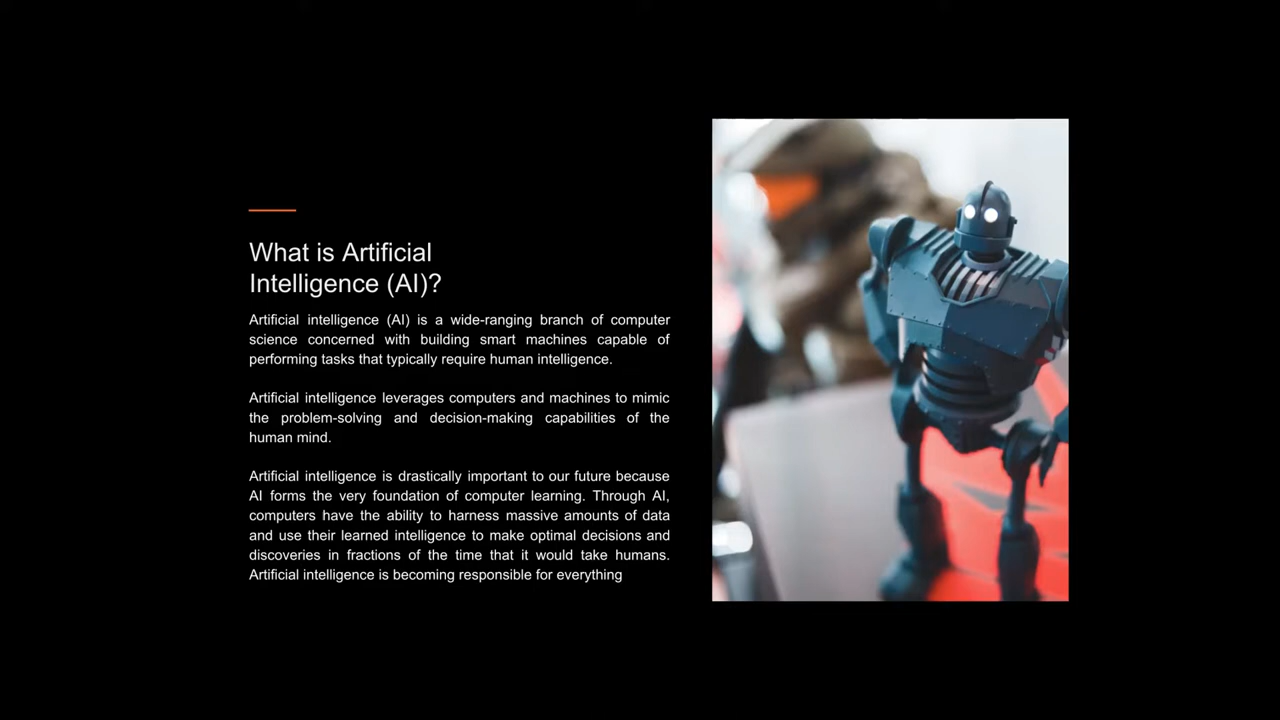 What is Artificial
Intelligence (AI)?
Artificial intelligence (AI) is a wide-ranging branch of computer
science concerned with building smart machines capable of
performing tasks that typically require human intelligence.
Artificial intelligence leverages computers and machines to mimic
the problem-solving and decision-making capabilities of the
human mind.
Artificial intelligence is drastically important to our future because
AI forms the very foundation of computer learning. Through AI,
computers have the ability to harness massive amounts of data
and use their learned intelligence to make optimal decisions and
discoveries in fractions of the time that it would take humans.
Artificial intelligence is becoming responsible for everything